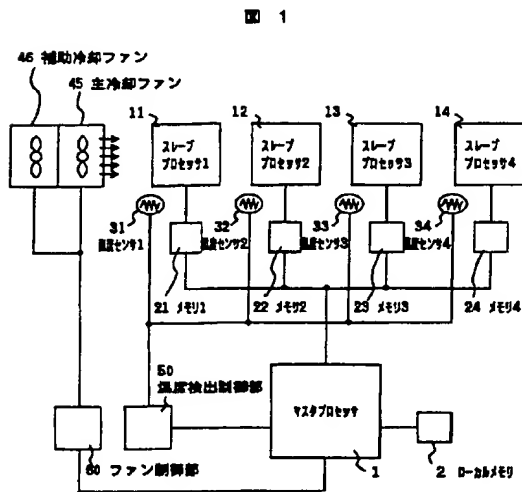 図 1
46 補助冷却ファン
45 主冷却ファン
11
12
13
14
スレーブ
プロセッサ1
スレーブ
プロセッサ2
スレーブ
プロセッサ3
スレーブ
プロセッサ4
31
温度センサ1
32
温度センサ2
33
温度センサ3
34
温度センサ4
21 メモリ1
22 メモリ2
23 メモリ3
24 メモリ4
50
温度検出制御部
マスタプロセッサ
60 ファン制御部
1
2 ローカルメモリ